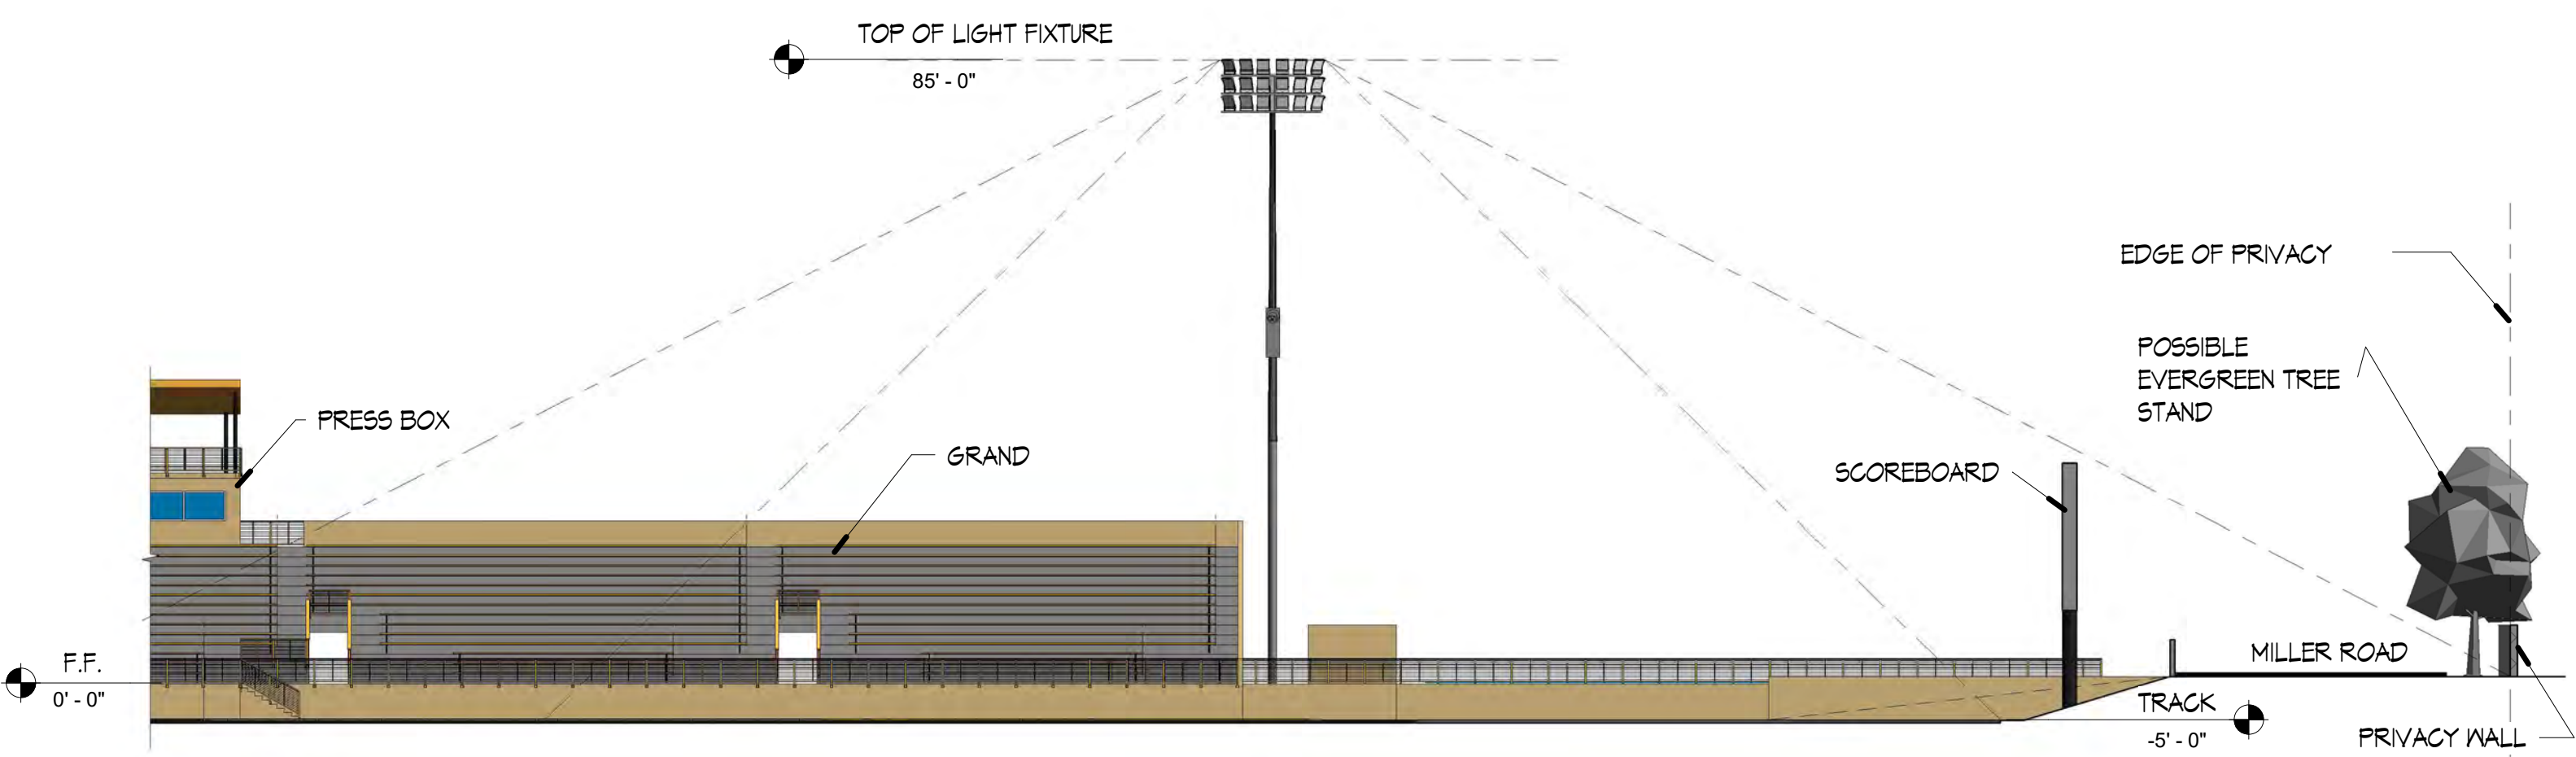 TOP OF LIGHT FIXTURE
85' - 0"
EDGE OF PRIVACY
POSSIBLE
EVERGREEN TREE
STAND
PRESS BOX
GRAND
SCOREBOARD
F.F.
0' - 0"
MILLER ROAD
TRACK
-5' - 0"
PRIVACY WALL